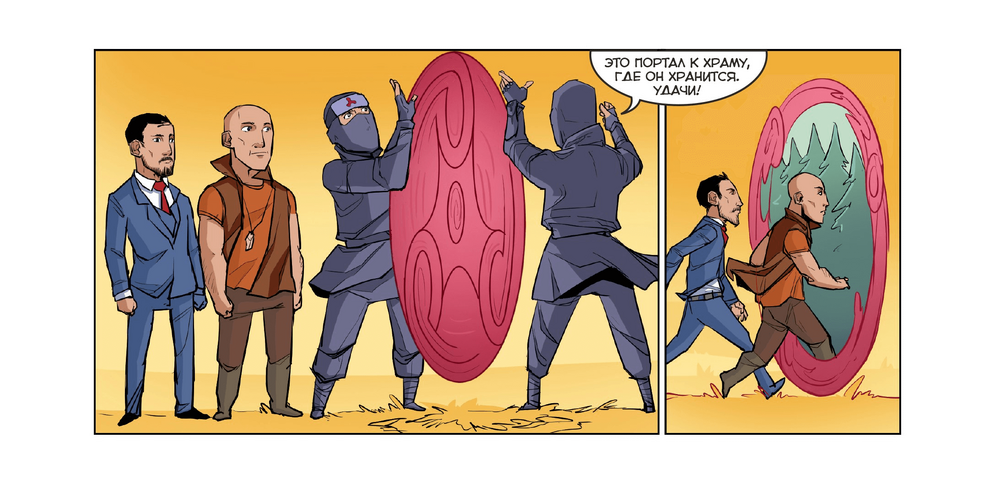 ЭТО ПОРТАЛ К ХРАМУ,
ГДЕ ОН ХРАНИТСЯ.
УДАЧИ!